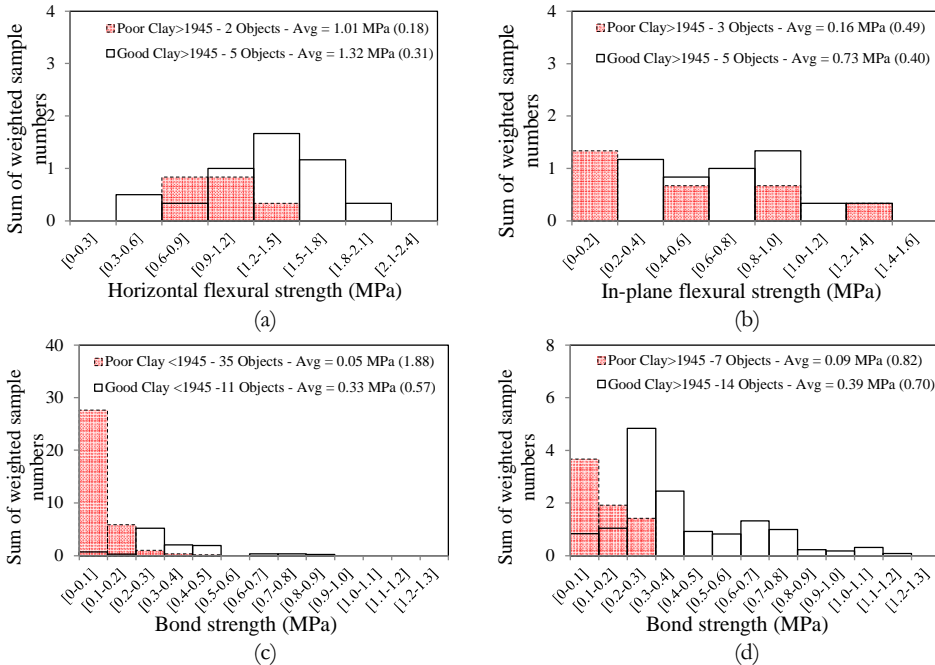 4
3
2
1
0
Sum of weighted sample
numbers
Poor Clay>1945 - 2 Objects - Avg = 1.01 MPa (0.18)
Good Clay>1945 - 5 Objects - Avg = 1.32 MPa (0.31)
[0-0.3]
[0.3-0.6]
[0.6-0.9]
[0.9-1.2]
[1.2-1.5]
[1.5-1.8]
[1.8-2.1]
[2.1-2.4]
Horizontal flexural strength (MPa)
(a)
4
3
2
1
0
Sum of weighted sample
numbers
Poor Clay>1945 - 3 Objects - Avg = 0.16 MPa (0.49)
Good Clay>1945 - 5 Objects - Avg = 0.73 MPa (0.40)
[0-0.2]
[0.2-0.4]
[0.4-0.6]
[0.6-0.8]
[0.8-1.0]
[1.0-1.2]
[1.2-1.4]
[1.4-1.6]
In-plane flexural strength (MPa)
(b)
40
30
20
10
0
Sum of weighted sample
numbers
Poor Clay <1945 - 35 Objects - Avg = 0.05 MPa (1.88)
Good Clay <1945 -11 Objects - Avg = 0.33 MPa (0.57)
[0-0.1]
[0.1-0.2]
[0.2-0.3]
[0.3-0.4]
[0.4-0.5]
[0.5-0.6]
[0.6-0.7]
[0.7-0.8]
[0.8-0.9]
[0.9-1.0]
[1.0-1.1]
[1.1-1.2]
[1.2-1.3]
Bond strength (MPa)
(c)
8
6
4
2
0
Sum of weighted sample
numbers
Poor Clay>1945 -7 Objects - Avg = 0.09 MPa (0.82)
Good Clay>1945 -14 Objects - Avg = 0.39 MPa (0.70)
[0-0.1]
[0.1-0.2]
[0.2-0.3]
[0.3-0.4]
[0.4-0.5]
[0.5-0.6]
[0.6-0.7]
[0.7-0.8]
[0.8-0.9]
[0.9-1.0]
[1.0-1.1]
[1.1-1.2]
[1.2-1.3]
Bond strength (MPa)
(d)